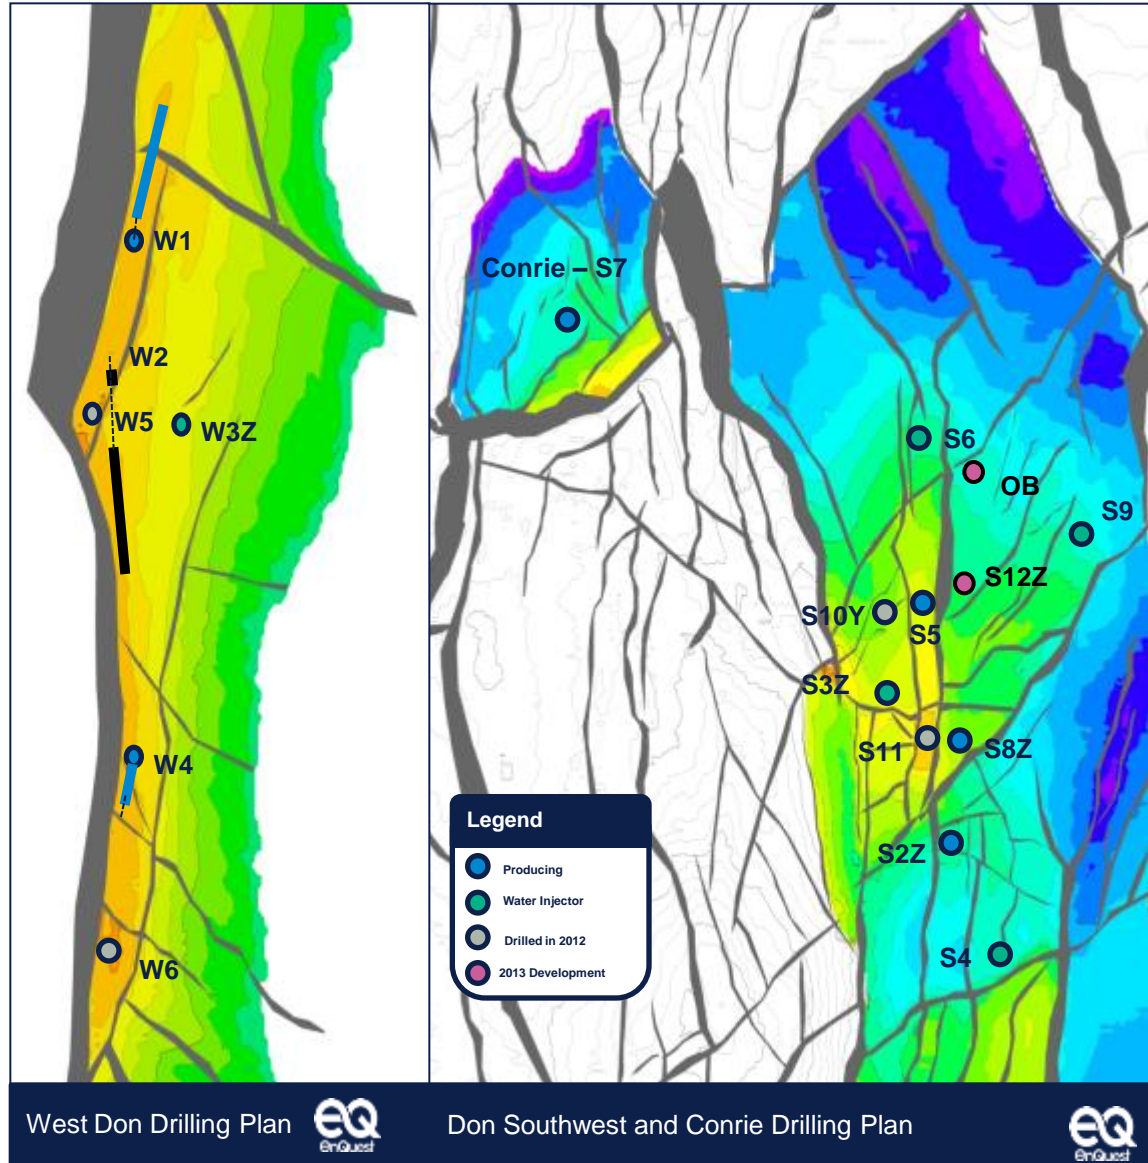 W1
W2
W5
W3Z
W4
W6
Conrie – S7
S6
OB
S9
S12Z
S10Y
S5
S3Z
S11
S8Z
S2Z
S4
Legend
Producing
Water Injector
Drilled in 2012
2013 Development
West Don Drilling Plan
eQ
EnQuest
Don Southwest and Conrie Drilling Plan
eQ
EnQuest